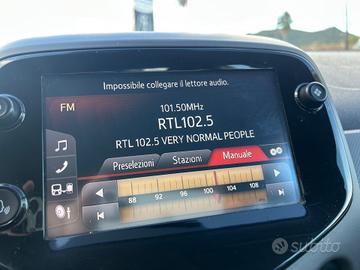 Impossibile collegare il lettore audio.
FM
101.50MHz
RTL102.5
RTL 102.5 VERY NORMAL PEOPLE
Preselezioni Stazioni Manuale
88 92 96 100 104 108
subito